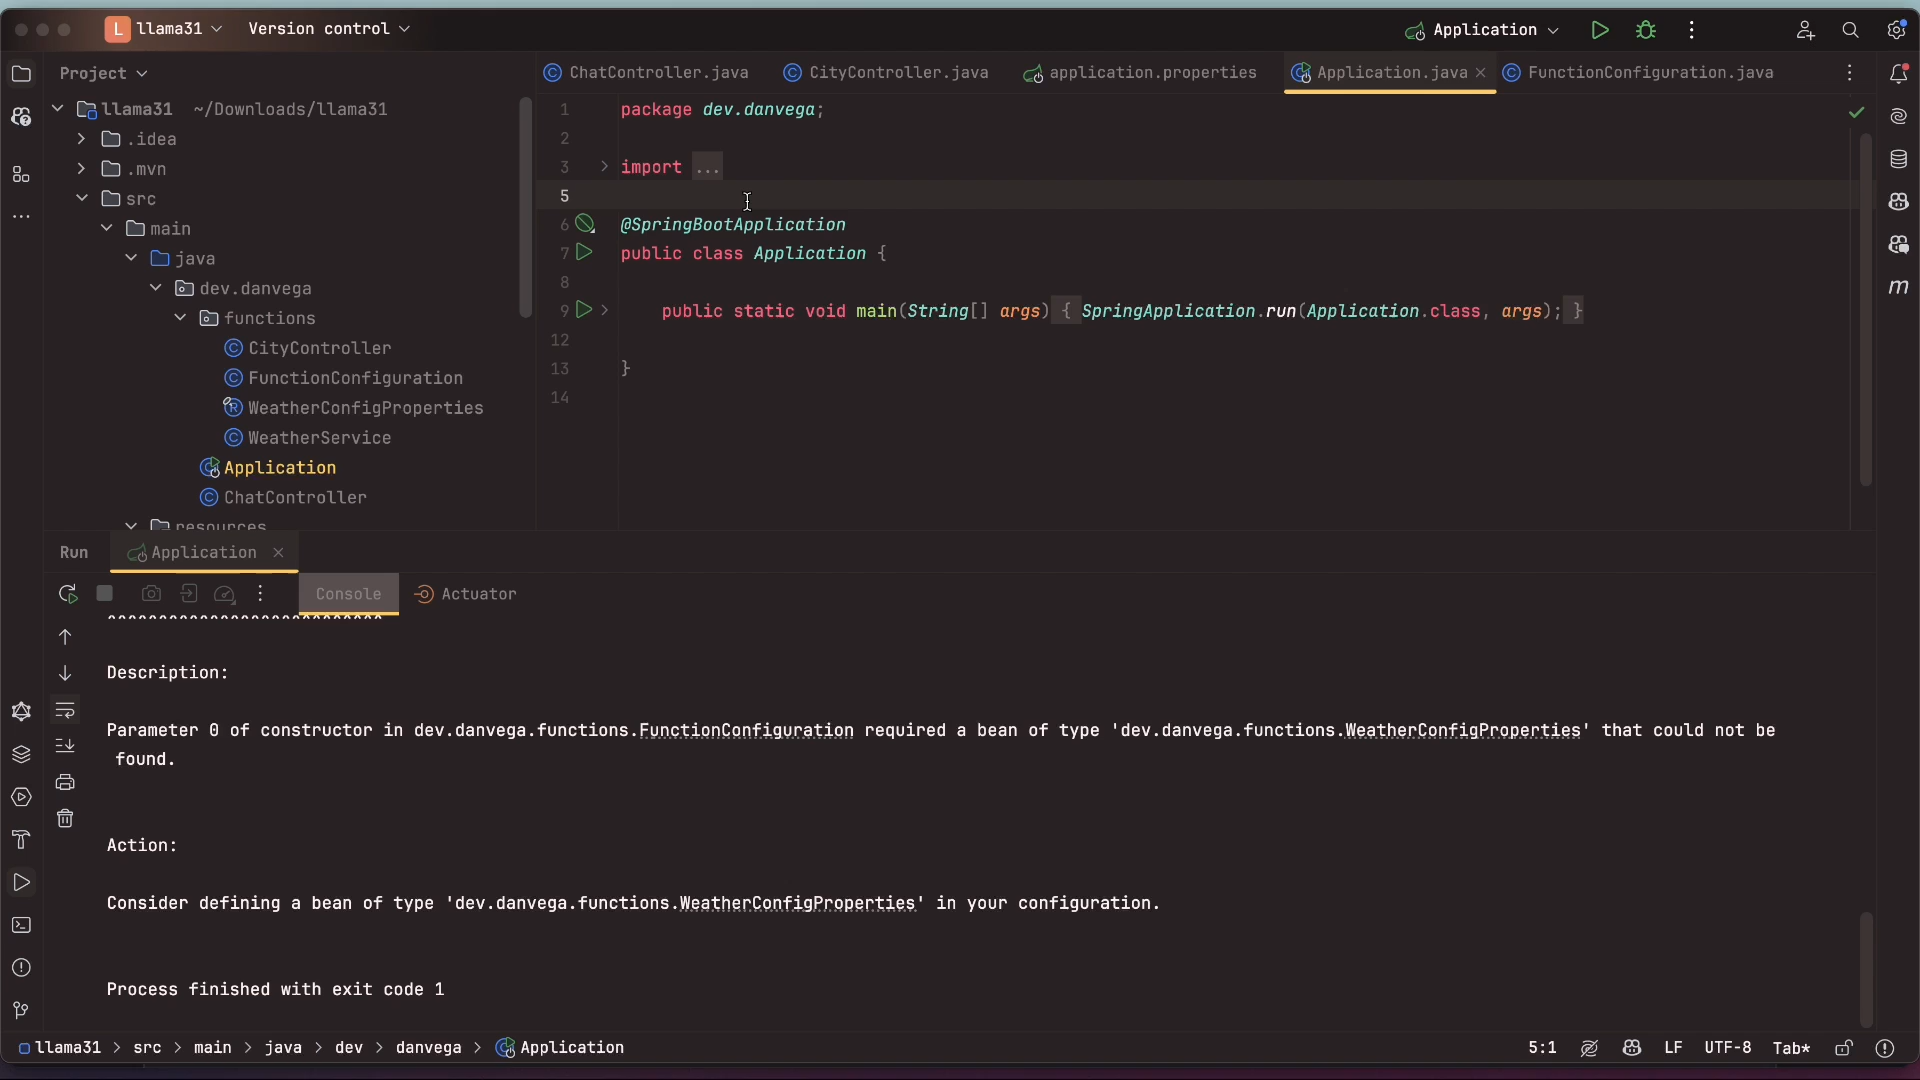 L llama31 Version control Application
Project
ChatController.java CityController.java application.properties Application.java FunctionConfiguration.java
llama31 ~/Downloads/llama31
.idea
.mvn
src
main
java
dev.danvega
functions
CityController
FunctionConfiguration
WeatherConfigProperties
WeatherService
Application
ChatController
resources
1 package dev.danvega;
2
3 import ...
5
6 @SpringBootApplication
7 public class Application {
8
9 public static void main(String[] args) { SpringApplication.run(Application.class, args); }
12
13 }
14
m
Run Application
Console Actuator
Description:
Parameter 0 of constructor in dev.danvega.functions.FunctionConfiguration required a bean of type 'dev.danvega.functions.WeatherConfigProperties' that could not be
found.
Action:
Consider defining a bean of type 'dev.danvega.functions.WeatherConfigProperties' in your configuration.
Process finished with exit code 1
llama31 > src > main > java > dev > danvega > Application 5:1 LF UTF-8 Tab*